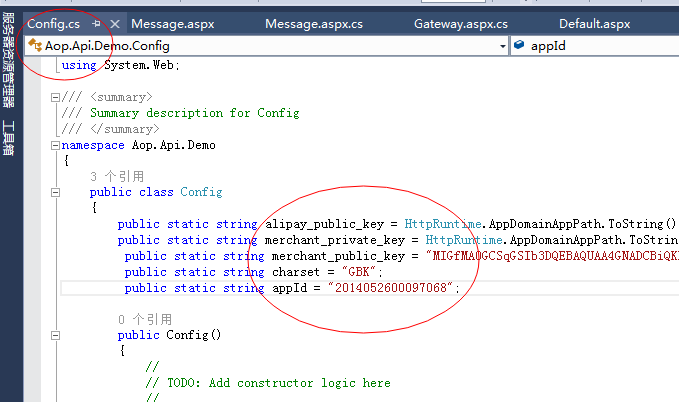 Config.cs Message.aspx Message.aspx.cs Gateway.aspx.cs Default.aspx
服务器资源管理器 工具箱
Aop.Api.Demo.Config appId
using System.Web;
/// <summary>
/// Summary description for Config
/// </summary>
namespace Aop.Api.Demo
{
3 个引用
public class Config
{
public static string alipay_public_key = HttpRuntime.AppDomainAppPath.ToString()
public static string merchant_private_key = HttpRuntime.AppDomainAppPath.ToStrin
public static string merchant_public_key = "MIGfMA0GCSqGSIb3DQEBAQUAA4GNADCBiQK
public static string charset = "GBK";
public static string appId = "2014052600097068";
0 个引用
public Config()
{
//
// TODO: Add constructor logic here
//